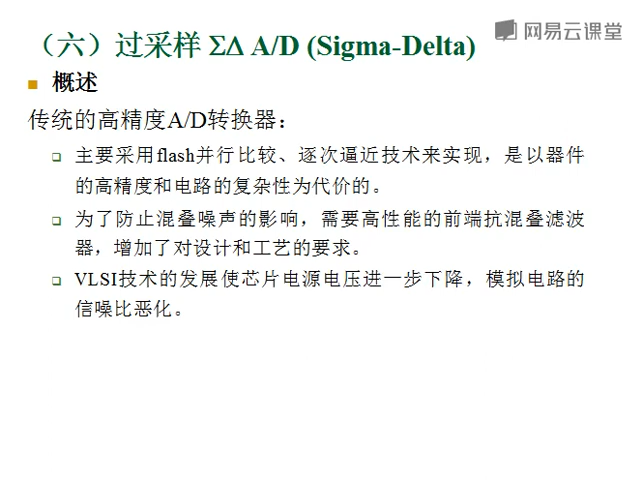 （六）过采样 ΣΔ A/D (Sigma-Delta)
网易云课堂
概述
传统的高精度A/D转换器：
主要采用flash并行比较、逐次逼近技术来实现，是以器件
的高精度和电路的复杂性为代价的。
为了防止混叠噪声的影响，需要高性能的前端抗混叠滤波
器，增加了对设计和工艺的要求。
VLSI技术的发展使芯片电源电压进一步下降，模拟电路的
信噪比恶化。